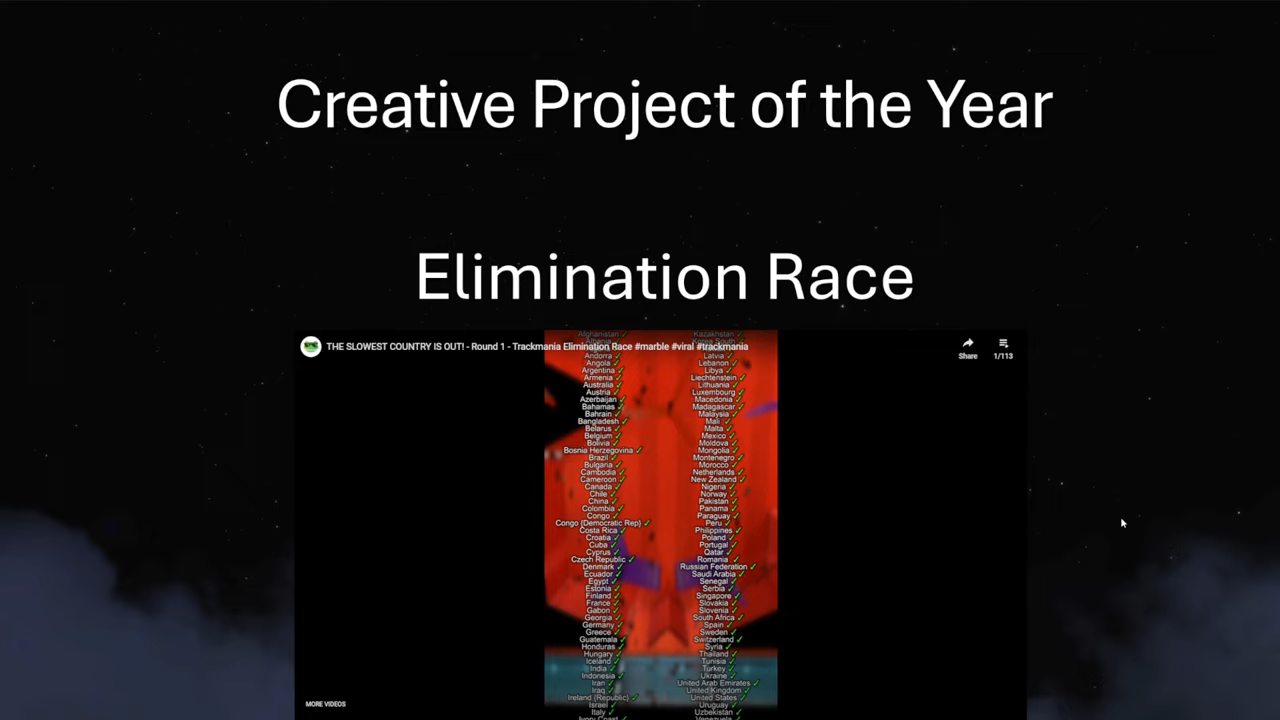 Creative Project of the Year
Elimination Race
THE SLOWEST COUNTRY IS OUT! - Round 1 - Trackmania Elimination Race #marble #viral #trackmania
Share
1/113
Afghanistan ✓ Kazakhstan ✓
Andorra ✓ Latvia ✓
Angola ✓ Lebanon ✓
Argentina ✓ Libya ✓
Armenia ✓ Liechtenstein ✓
Australia ✓ Lithuania ✓
Austria ✓ Luxembourg ✓
Azerbaijan ✓ Macedonia ✓
Bahamas ✓ Madagascar ✓
Bahrain ✓ Malaysia ✓
Bangladesh ✓ Mali ✓
Belarus ✓ Malta ✓
Belgium ✓ Mexico ✓
Bolivia ✓ Moldova ✓
Bosnia Herzegovina ✓ Mongolia ✓
Brazil ✓ Montenegro ✓
Bulgaria ✓ Morocco ✓
Cambodia ✓ Netherlands ✓
Cameroon ✓ New Zealand ✓
Canada ✓ Nigeria ✓
Chile ✓ Norway ✓
China ✓ Pakistan ✓
Colombia ✓ Panama ✓
Congo ✓ Paraguay ✓
Congo (Democratic Rep) ✓ Peru ✓
Costa Rica ✓ Philippines ✓
Croatia ✓ Poland ✓
Cuba ✓ Portugal ✓
Cyprus ✓ Qatar ✓
Czech Republic ✓ Romania ✓
Denmark ✓ Russian Federation ✓
Ecuador ✓ Saudi Arabia ✓
Egypt ✓ Senegal ✓
Estonia ✓ Serbia ✓
Finland ✓ Singapore ✓
France ✓ Slovakia ✓
Gabon ✓ Slovenia ✓
Georgia ✓ South Africa ✓
Germany ✓ Spain ✓
Greece ✓ Sweden ✓
Guatemala ✓ Switzerland ✓
Honduras ✓ Syria ✓
Hungary ✓ Thailand ✓
Iceland ✓ Tunisia ✓
India ✓ Turkey ✓
Indonesia ✓ Ukraine ✓
Iran ✓ United Arab Emirates ✓
Iraq ✓ United Kingdom ✓
Ireland (Republic) ✓ United States ✓
Israel ✓ Uruguay ✓
Italy ✓ Uzbekistan ✓
MORE VIDEOS